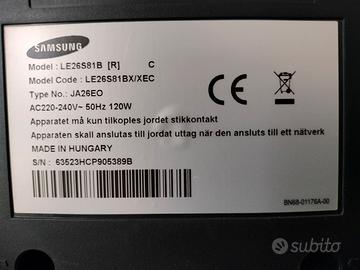 SAMSUNG
Model : LE26S81B [R] C
Model Code : LE26S81BX/XEC
Type No.: JA26EO
AC220-240V~ 50Hz 120W
Apparatet må kun tilkoples jordet stikkontakt
Apparaten skall anslutas till jordat uttag när den ansluts till ett nätverk
MADE IN HUNGARY
S/N : 63523HCP905389B
CE
BN68-01176A-00
subito